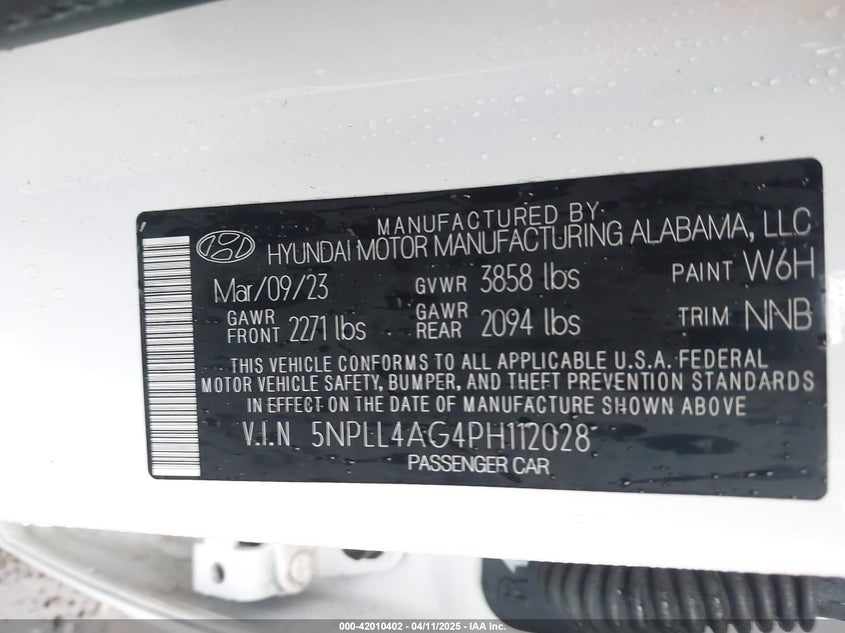 MANUFACTURED BY
HYUNDAI MOTOR MANUFACTURING ALABAMA, LLC
Mar/09/23 GVWR 3858 lbs PAINT W6H
GAWR FRONT 2271 lbs GAWR REAR 2094 lbs TRIM NNB
THIS VEHICLE CONFORMS TO ALL APPLICABLE U.S.A. FEDERAL
MOTOR VEHICLE SAFETY, BUMPER, AND THEFT PREVENTION STANDARDS
IN EFFECT ON THE DATE OF MANUFACTURE SHOWN ABOVE
V.I.N 5NPLL4AG4PH112028
PASSENGER CAR
R
000-42010402 - 04/11/2025 - IAA Inc.